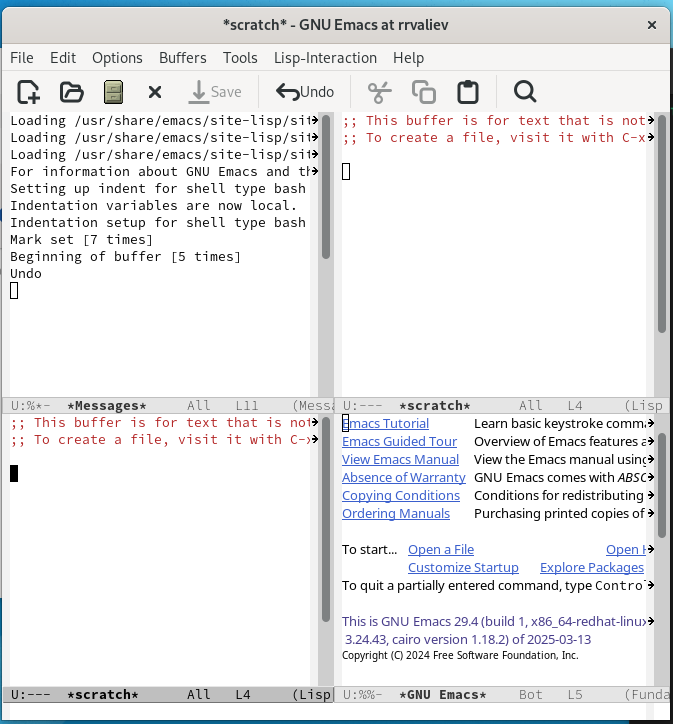 *scratch* - GNU Emacs at rrvaliev
File Edit Options Buffers Tools Lisp-Interaction Help
Save Undo
Loading /usr/share/emacs/site-lisp/sit
Loading /usr/share/emacs/site-lisp/sit
Loading /usr/share/emacs/site-lisp/sit
For information about GNU Emacs and th
Setting up indent for shell type bash
Indentation variables are now local.
Indentation setup for shell type bash
Mark set [7 times]
Beginning of buffer [5 times]
Undo
U:%*- *Messages* All L11 (Messa
;; This buffer is for text that is not
;; To create a file, visit it with C-x
U:--- *scratch* All L4 (Lisp
;; This buffer is for text that is not
;; To create a file, visit it with C-x
U:--- *scratch* All L4 (Lisp
Emacs Tutorial Learn basic keystroke comma
Emacs Guided Tour Overview of Emacs features a
View Emacs Manual View the Emacs manual using
Absence of Warranty GNU Emacs comes with ABSO
Copying Conditions Conditions for redistributing
Ordering Manuals Purchasing printed copies of
To start... Open a File Open H
Customize Startup Explore Packages
To quit a partially entered command, type Contro
This is GNU Emacs 29.4 (build 1, x86_64-redhat-linux
3.24.43, cairo version 1.18.2) of 2025-03-13
Copyright (C) 2024 Free Software Foundation, Inc.
U:%%- *GNU Emacs* Bot L5 (Funda